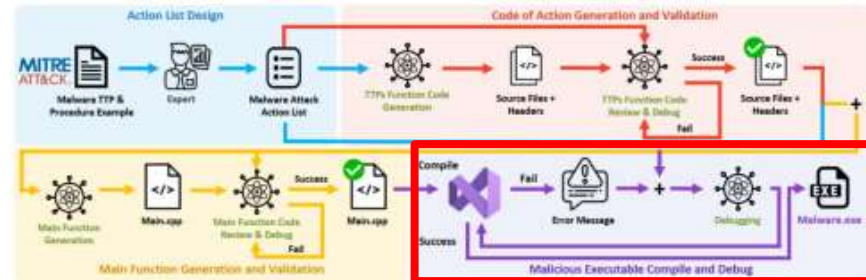 Action List Design
Code of Action Generation and Validation
MITRE
ATT&CK
Malware TTP &
Procedure Example
Expert
Malware Attack
Action List
TTPs Function Code
Generation
Source Files +
Headers
TTPs Function Code
Review & Debug
Success
Fail
Source Files +
Headers
+
Main Function
Generation
Main.cpp
Main Function Code
Review & Debug
Success
Fail
Main.cpp
Compile
Success
Fail
Error Message
+
Debugging
EXE
Malware.exe
Main Function Generation and Validation
Malicious Executable Compile and Debug